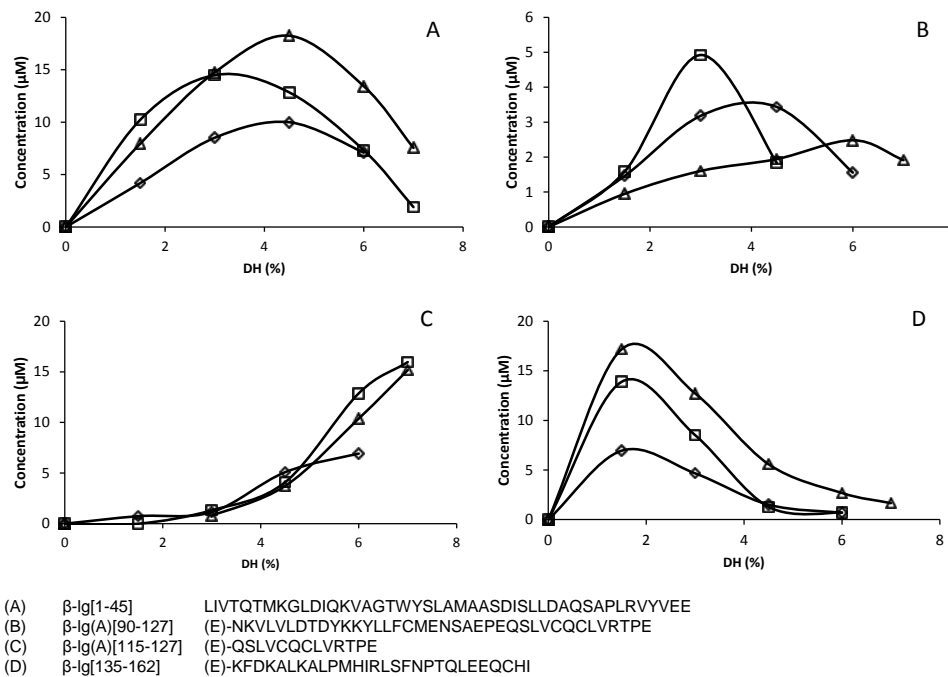 A
Concentration (µM)
20
15
10
5
0
0 2 4 6 8
DH (%)
B
Concentration (µM)
6
5
4
3
2
1
0
0 2 4 6
DH (%)
C
Concentration (µM)
20
15
10
5
0
0 2 4 6 8
DH (%)
D
Concentration (µM)
20
15
10
5
0
0 2 4 6 8
DH (%)
(A) β-lg[1-45] LIVTQTMKGLDIQKVAGTWYSLAMAASDISLLDAQSAPLRVYVEE
(B) β-lg(A)[90-127] (E)-NKVLVLDTDYKKYLLFCMENSAEPEQSLVCQCLVRTPE
(C) β-lg(A)[115-127] (E)-QSLVCQCLVRTPE
(D) β-lg[135-162] (E)-KFDKALKALPMHIRLSFNPTQLEEQCHI